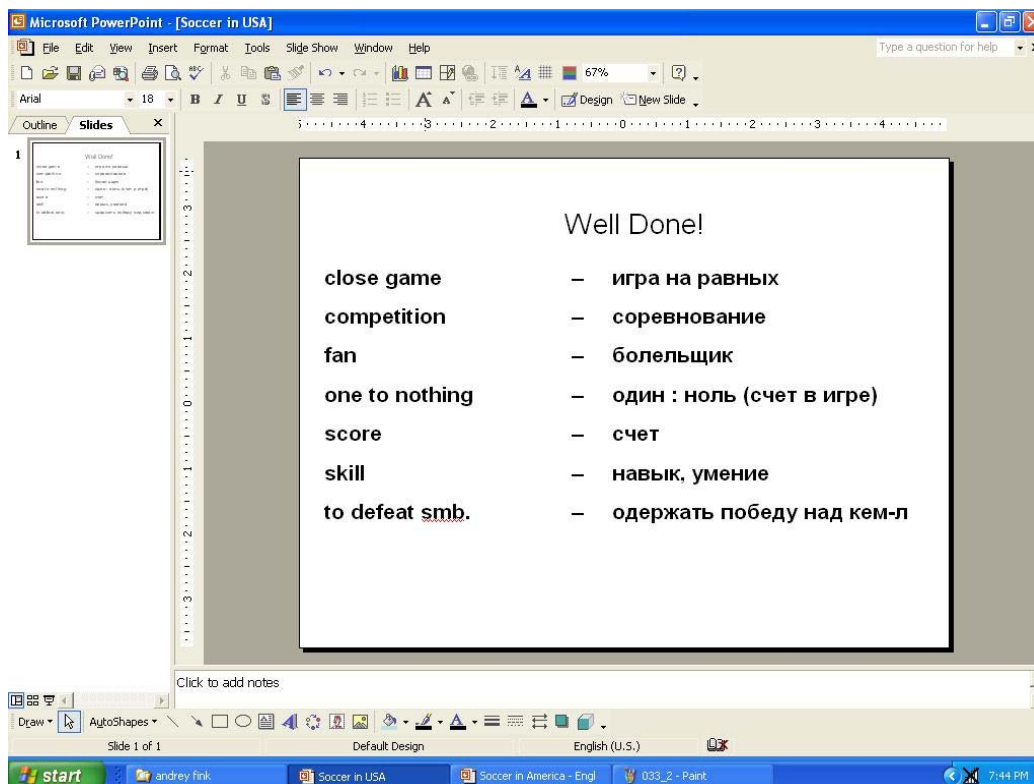 Microsoft PowerPoint - [Soccer in USA]
File Edit View Insert Format Tools Slide Show Window Help
Type a question for help
67%
Arial 18 B I U S Design New Slide
Outline Slides
1
Well Done!
close game – игра на равных
competition – соревнование
fan – болельщик
one to nothing – один : ноль (счет в игре)
score – счет
skill – навык, умение
to defeat smb. – одержать победу над кем-л
Click to add notes
Draw AutoShapes
Slide 1 of 1 Default Design English (U.S.)
start andrey fink Soccer in USA Soccer in America - Engl 033_2 - Paint 7:44 PM